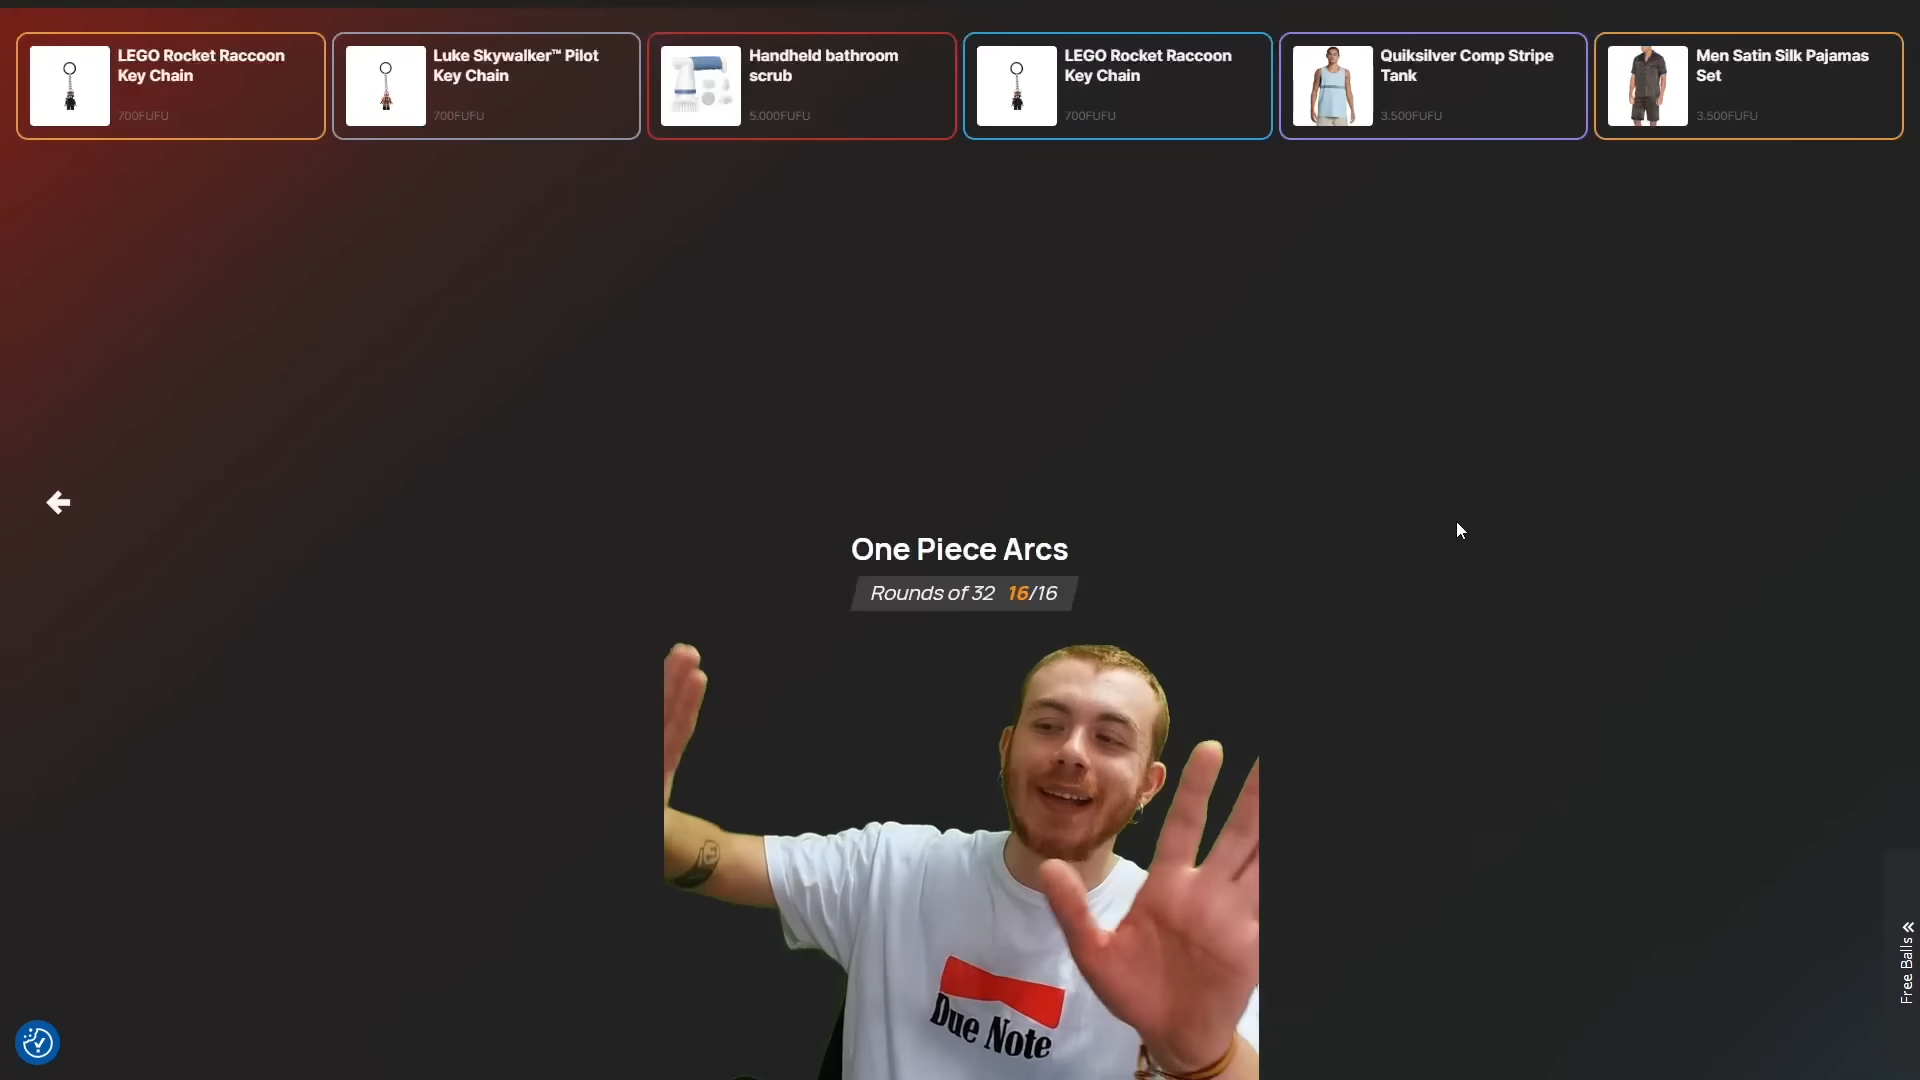 LEGO Rocket Raccoon
Key Chain
700FUFU
Luke Skywalker™ Pilot
Key Chain
700FUFU
Handheld bathroom
scrub
5.000FUFU
LEGO Rocket Raccoon
Key Chain
700FUFU
Quiksilver Comp Stripe
Tank
3.500FUFU
Men Satin Silk Pajamas
Set
3.500FUFU
One Piece Arcs
Rounds of 32 16/16
Due Note
Free Balls